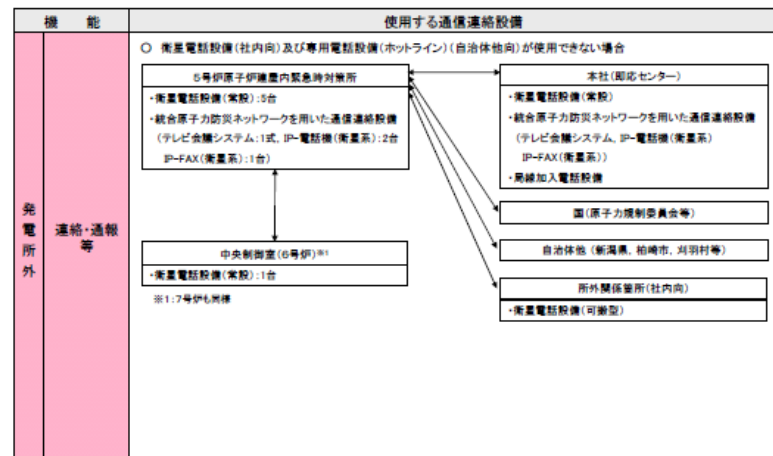 機　能
使用する通信連絡設備
発電所外
連絡・通報等
○ 衛星電話設備(社内向)及び専用電話設備(ホットライン)(自治体他向)が使用できない場合
5号炉原子炉建屋内緊急時対策所
・衛星電話設備(常設):5台
・統合原子力防災ネットワークを用いた通信連絡設備
(テレビ会議システム:1式, IP-電話機(衛星系):2台
IP-FAX(衛星系):1台)
中央制御室(6号炉)※1
・衛星電話設備(常設):1台
※1:7号炉も同様
本社(即応センター)
・衛星電話設備(常設)
・統合原子力防災ネットワークを用いた通信連絡設備
(テレビ会議システム, IP-電話機(衛星系)
IP-FAX(衛星系))
・局線加入電話設備
国(原子力規制委員会等)
自治体他 (新潟県, 柏崎市, 刈羽村等)
所外関係箇所(社内向)
・衛星電話設備(可搬型)